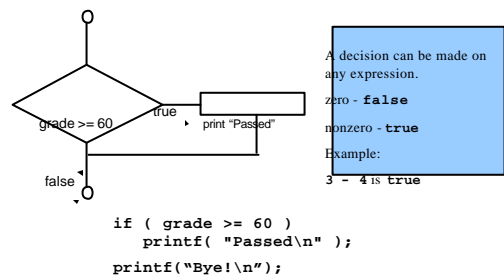 grade >= 60
true
print “Passed”
false
A decision can be made on
any expression.
zero - false
nonzero - true
Example:
3 - 4 is true
if ( grade >= 60 )
printf( "Passed\n" );
printf(“Bye!\n”);